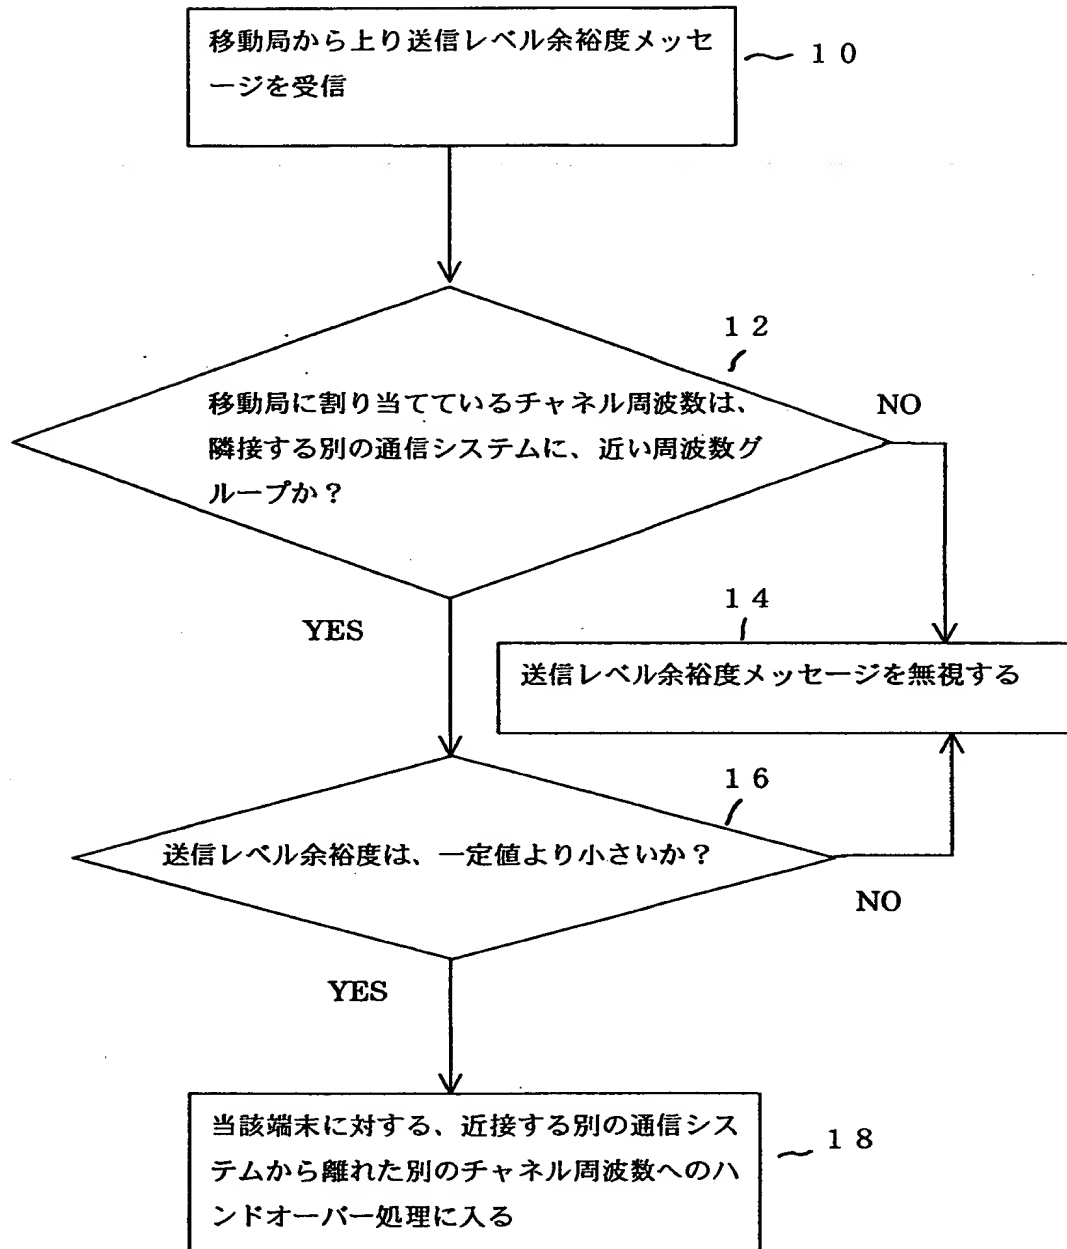 移動局から上り送信レベル余裕度メッセ
ージを受信
１０
１２
移動局に割り当てているチャネル周波数は、
隣接する別の通信システムに、近い周波数グ
ループか？
NO
YES
１４
送信レベル余裕度メッセージを無視する
１６
送信レベル余裕度は、一定値より小さいか？
NO
YES
当該端末に対する、近接する別の通信シス
テムから離れた別のチャネル周波数へのハ
ンドオーバー処理に入る
１８